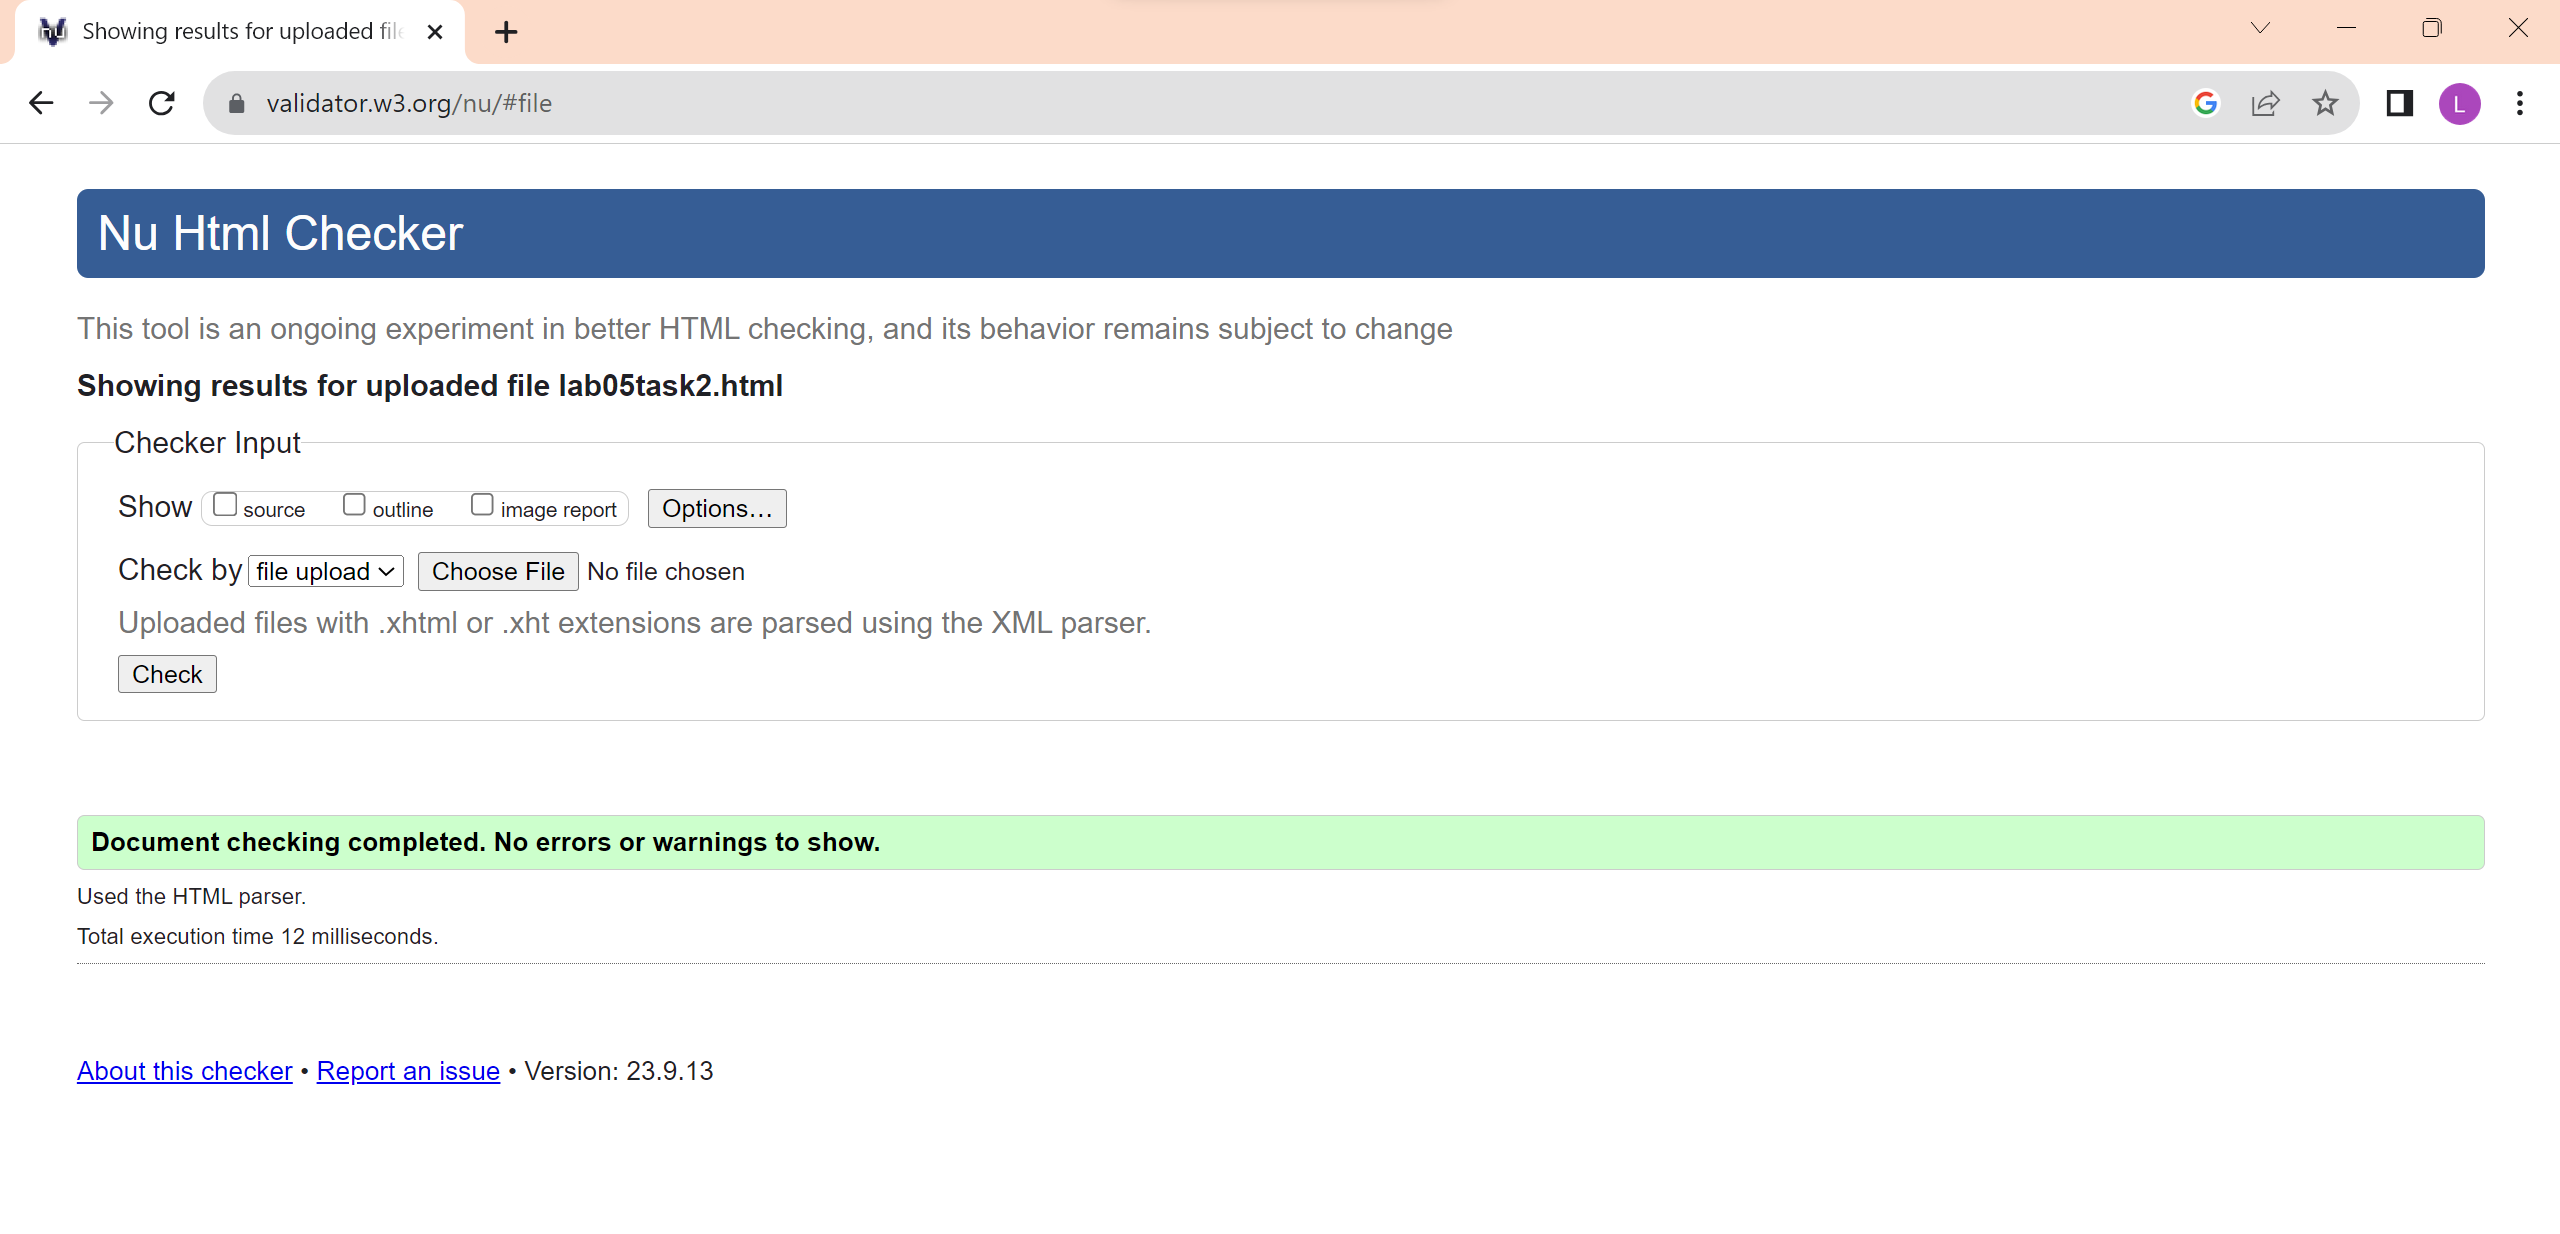 Showing results for uploaded file
validator.w3.org/nu/#file
L
Nu Html Checker
This tool is an ongoing experiment in better HTML checking, and its behavior remains subject to change
Showing results for uploaded file lab05task2.html
Checker Input
Show source outline image report Options...
Check by file upload Choose File No file chosen
Uploaded files with .xhtml or .xht extensions are parsed using the XML parser.
Check
Document checking completed. No errors or warnings to show.
Used the HTML parser.
Total execution time 12 milliseconds.
About this checker • Report an issue • Version: 23.9.13